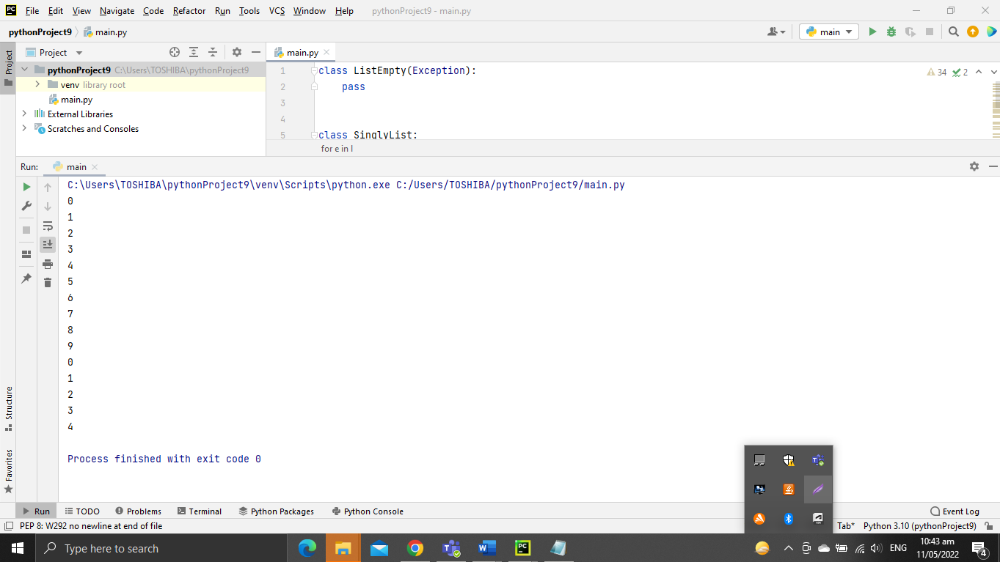 PC File Edit View Navigate Code Refactor Run Tools VCS Window Help pythonProject9 - main.py
pythonProject9 main.py main
Project main.py
pythonProject9 C:\Users\TOSHIBA\pythonProject9
venv library root
main.py
External Libraries
Scratches and Consoles
Project
1 class ListEmpty(Exception): 34 2
2 pass
3
4
5 class SinglyList:
for e in l
Run: main
C:\Users\TOSHIBA\pythonProject9\venv\Scripts\python.exe C:/Users/TOSHIBA/pythonProject9/main.py
0
1
2
3
4
5
6
7
8
9
0
1
2
3
4
Process finished with exit code 0
Structure
Favorites
Run TODO Problems Terminal Python Packages Python Console Event Log
PEP 8: W292 no newline at end of file Tab* Python 3.10 (pythonProject9)
Type here to search PC ENG 10:43 am
11/05/2022 4